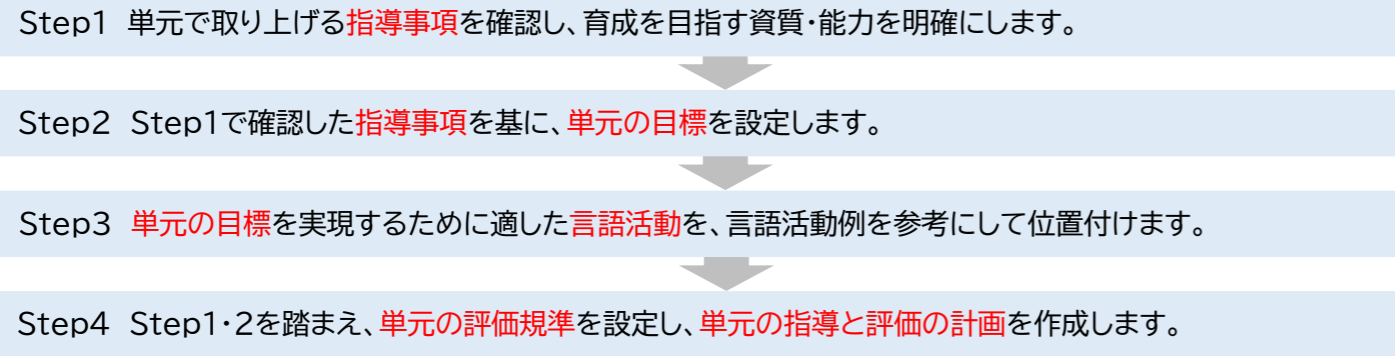 Step1 単元で取り上げる指導事項を確認し、育成を目指す資質・能力を明確にします。
Step2 Step1で確認した指導事項を基に、単元の目標を設定します。
Step3 単元の目標を実現するために適した言語活動を、言語活動例を参考にして位置付けます。
Step4 Step1・2を踏まえ、単元の評価規準を設定し、単元の指導と評価の計画を作成します。